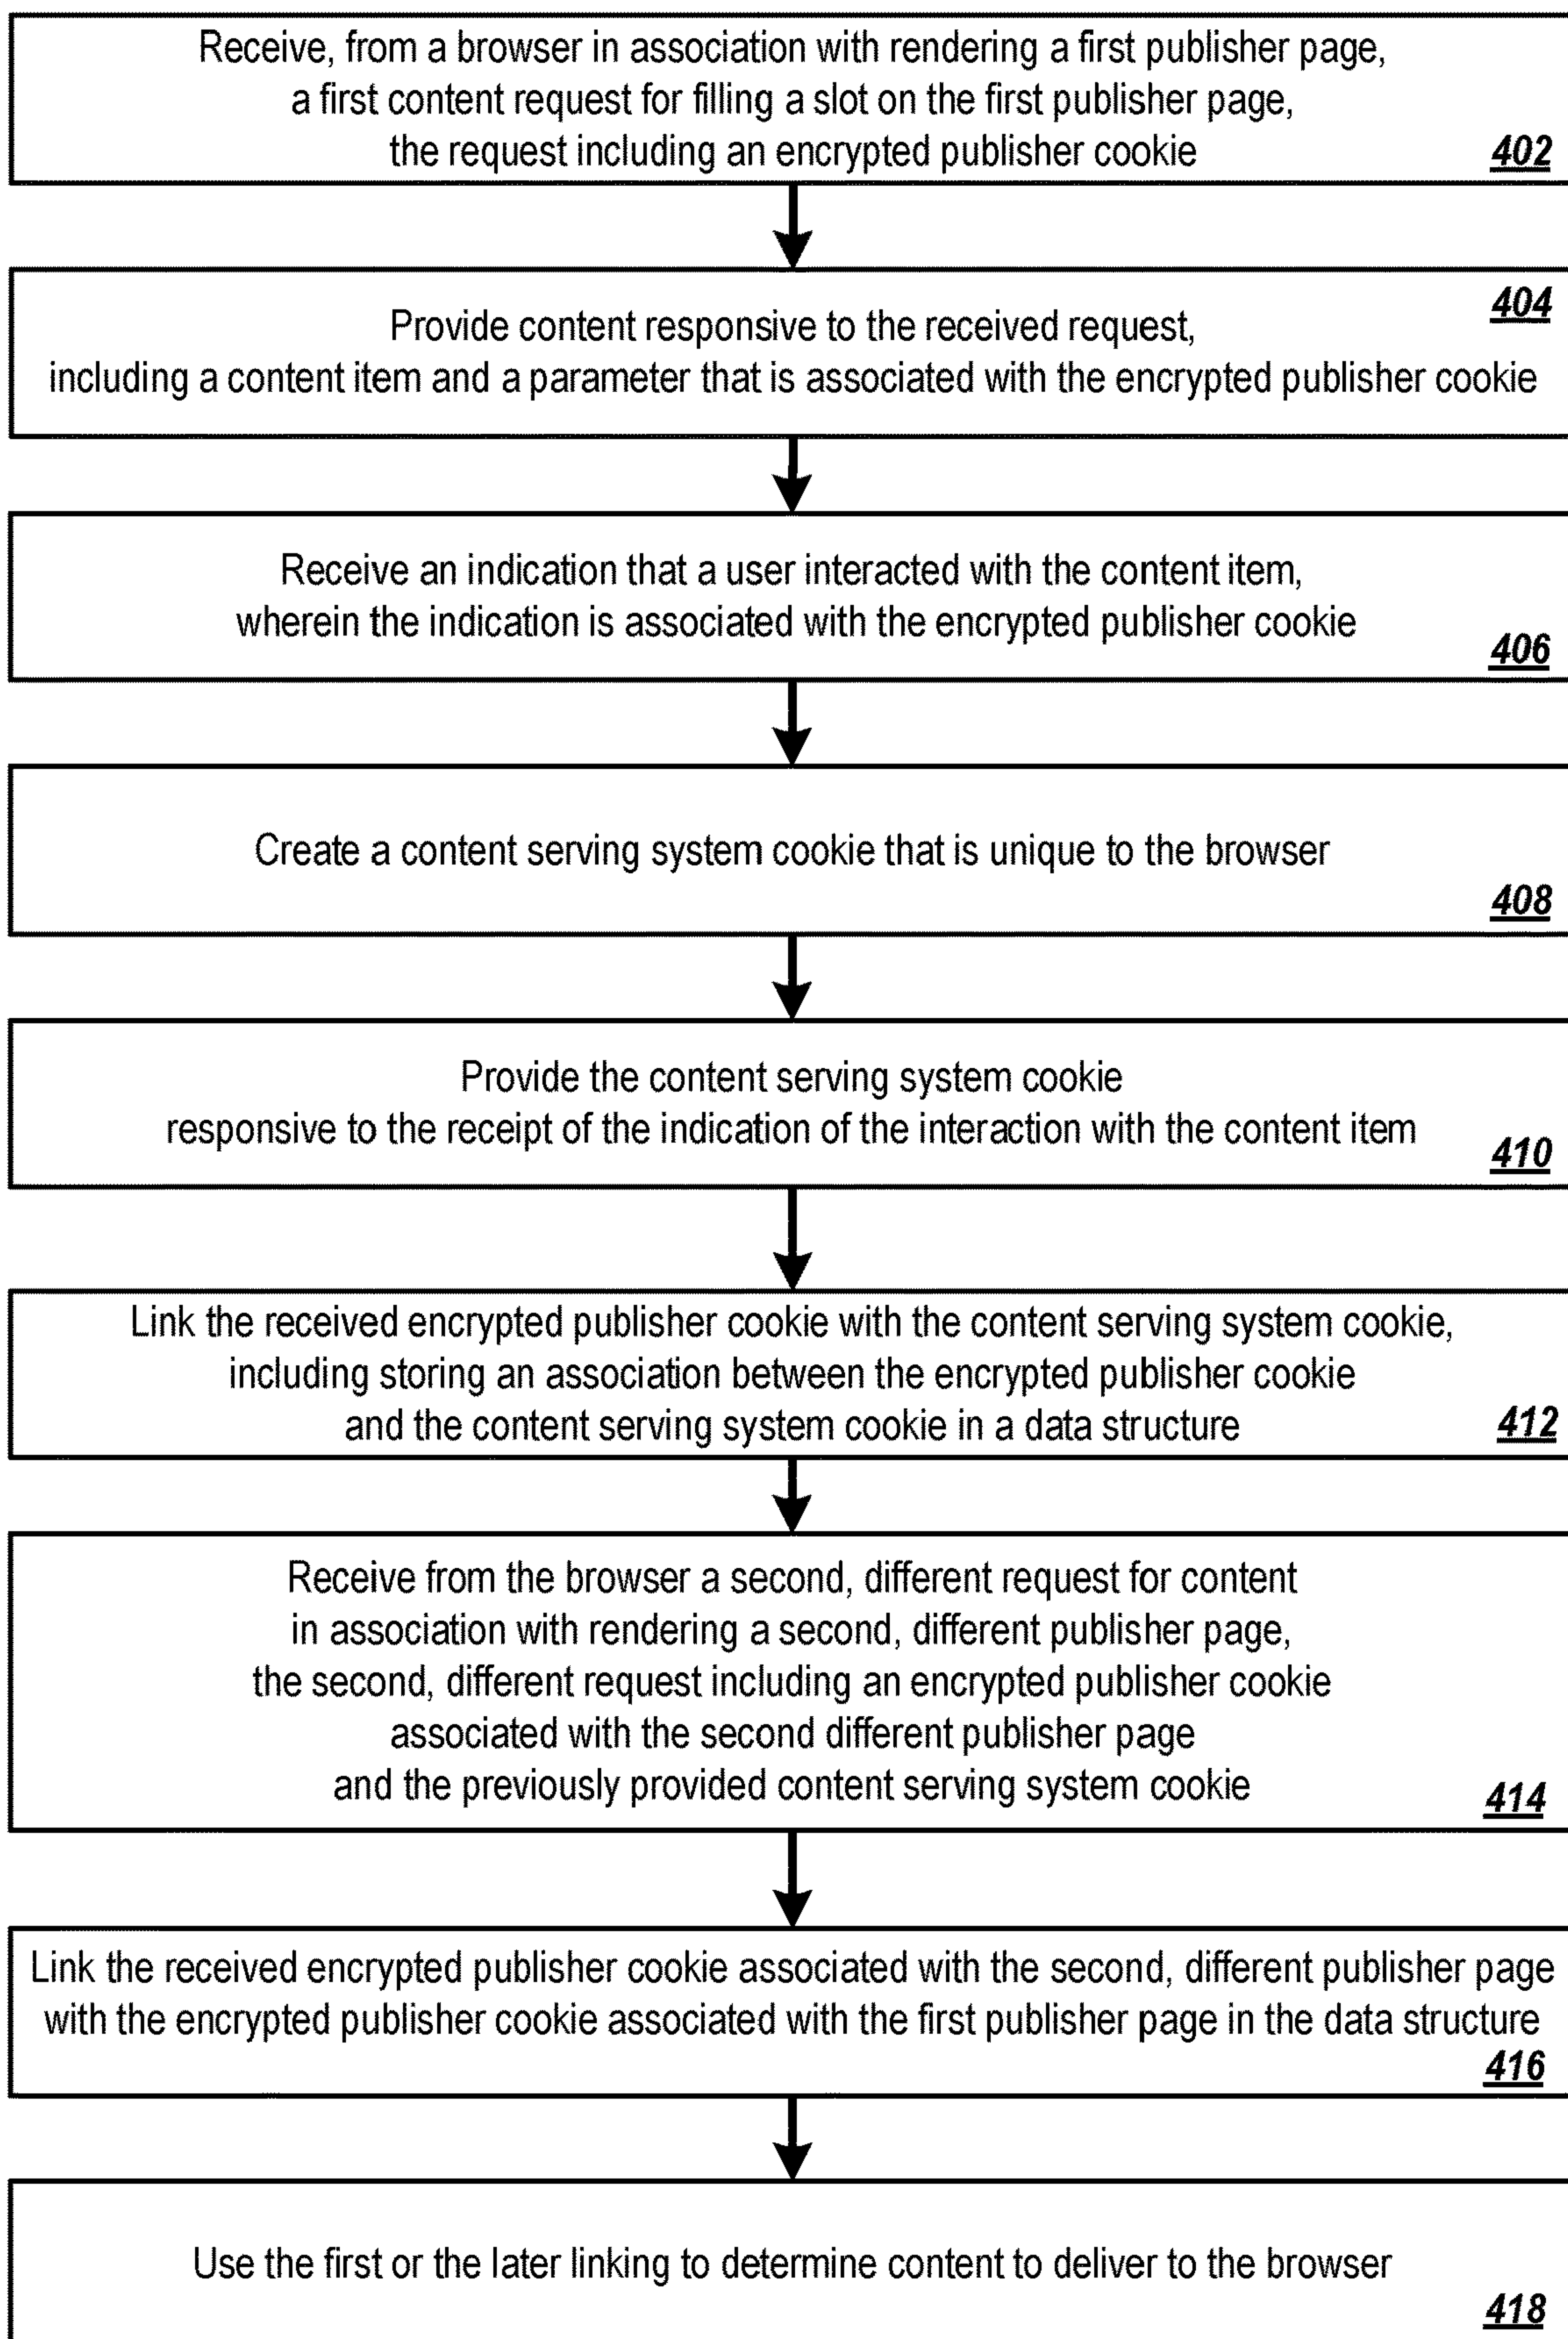 Receive, from a browser in association with rendering a first publisher page,
a first content request for filling a slot on the first publisher page,
the request including an encrypted publisher cookie
402
404
Provide content responsive to the received request,
including a content item and a parameter that is associated with the encrypted publisher cookie
Receive an indication that a user interacted with the content item,
wherein the indication is associated with the encrypted publisher cookie
406
Create a content serving system cookie that is unique to the browser
408
Provide the content serving system cookie
responsive to the receipt of the indication of the interaction with the content item
410
Link the received encrypted publisher cookie with the content serving system cookie,
including storing an association between the encrypted publisher cookie
and the content serving system cookie in a data structure
412
Receive from the browser a second, different request for content
in association with rendering a second, different publisher page,
the second, different request including an encrypted publisher cookie
associated with the second different publisher page
and the previously provided content serving system cookie
414
Link the received encrypted publisher cookie associated with the second, different publisher page
with the encrypted publisher cookie associated with the first publisher page in the data structure
416
Use the first or the later linking to determine content to deliver to the browser
418